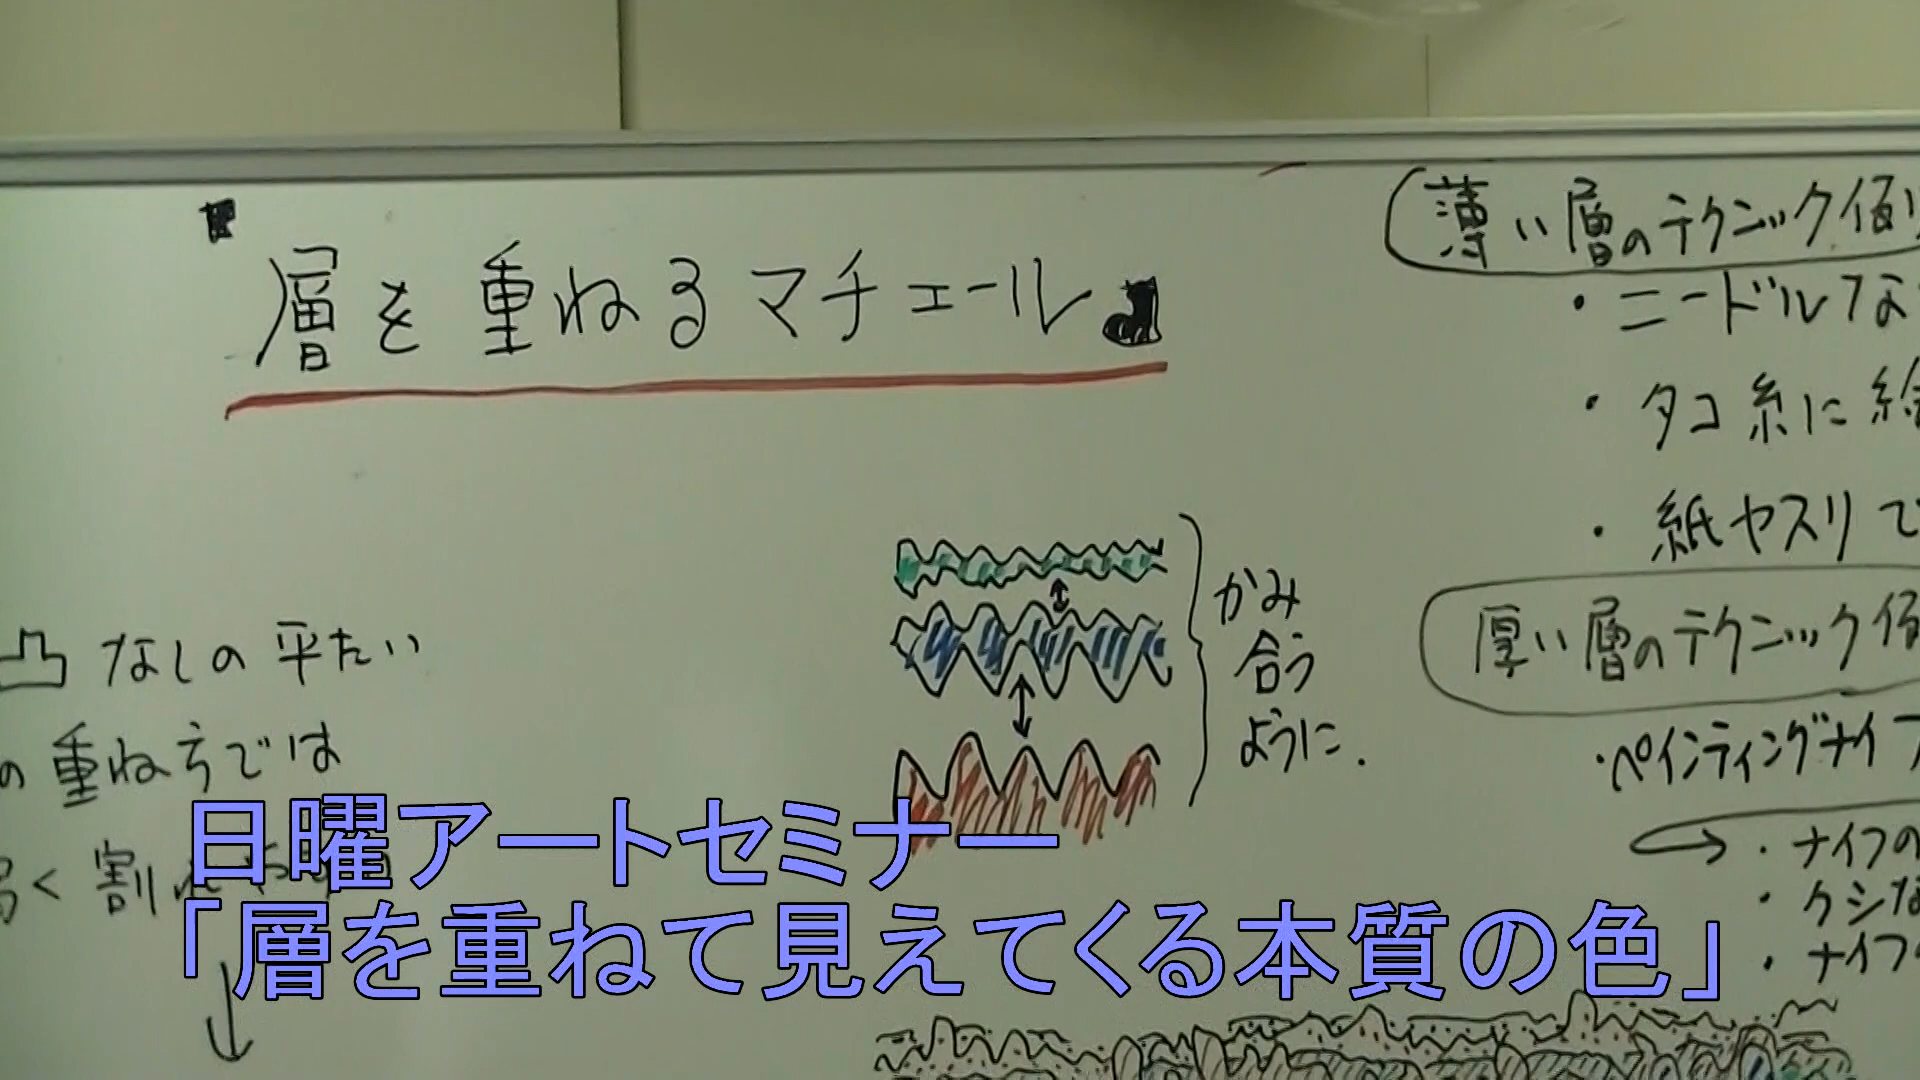 層を重ねるマチエール
凸なしの平たい
の重ね方では
く割れやす
かみ
合う
ように.
薄い層のテクニック
・ニードルな
・タコ糸に絵
・紙ヤスリで
厚い層のテクニック
・ペインティングナイフ
・ナイフの
・クシな
・ナイフ
日曜アートセミナー
「層を重ねて見えてくる本質の色」